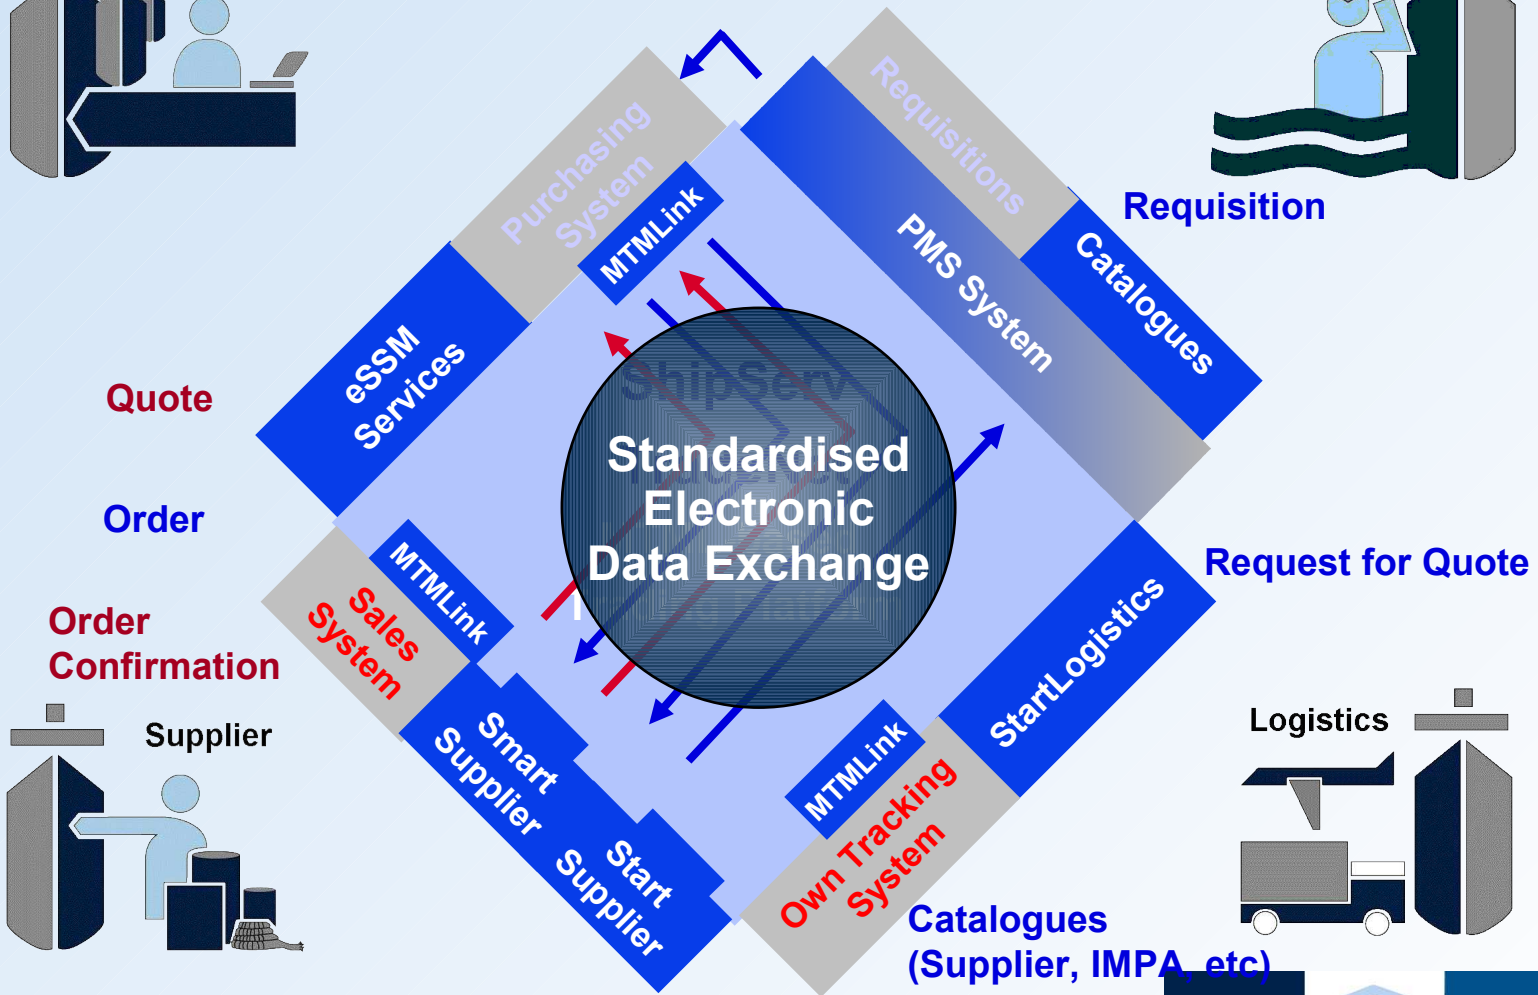 Purchasing
System
MTMLink
Requisitions
PMS System
Catalogues
Requisition
eSSM
Services
Quote
Order
Order
Confirmation
ShipServ
TradeNet
Standardised
Electronic
Data Exchange
MTMLink
Sales
System
Smart
Supplier
Start
Supplier
Supplier
Request for Quote
StartLogistics
MTMLink
Own Tracking
System
Logistics
Catalogues
(Supplier, IMPA, etc)